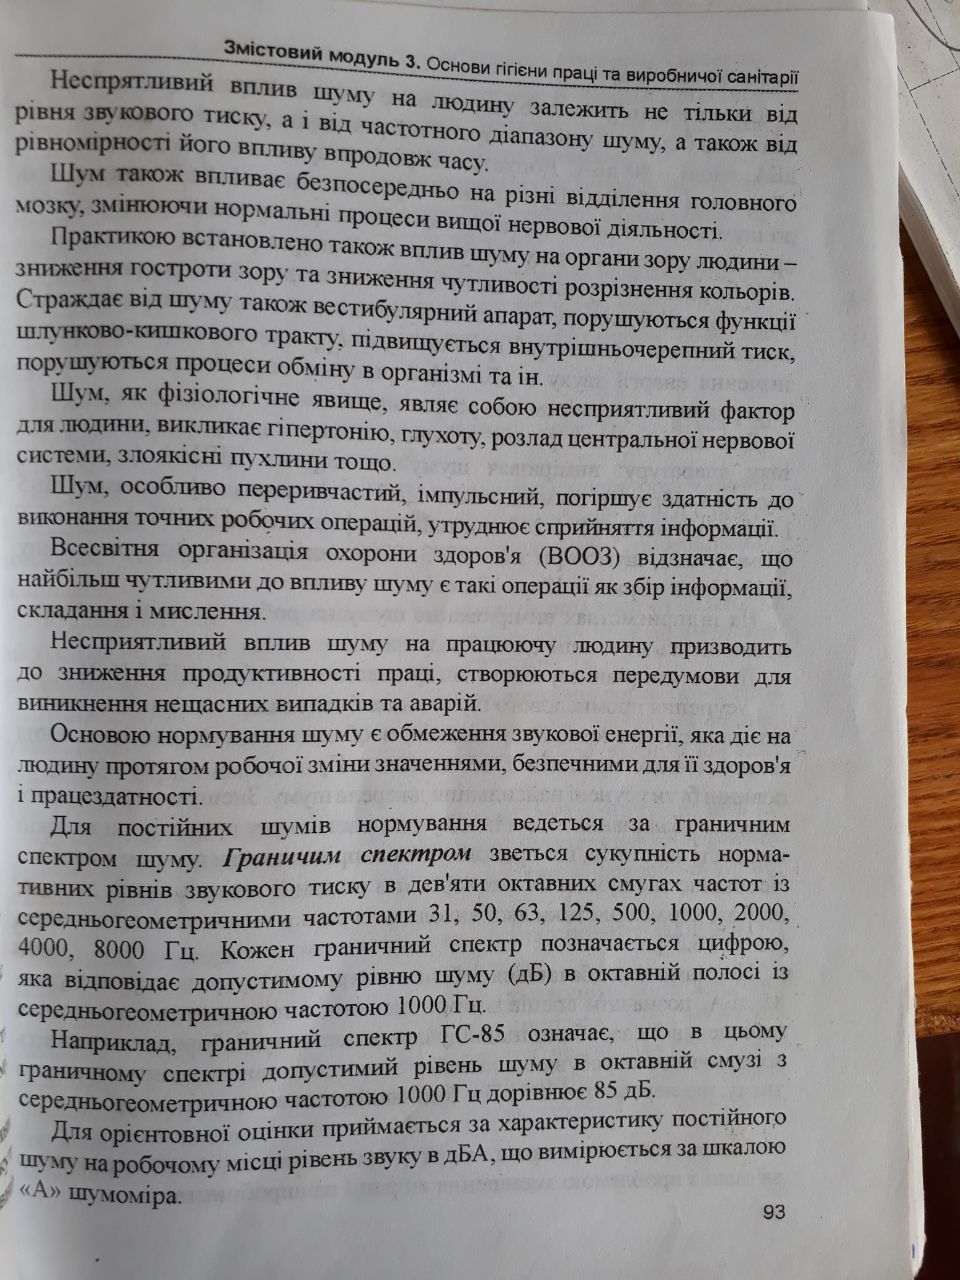 Змістовий модуль 3. Основи гігієни праці та виробничої санітарії
Неспрятливий вплив шуму на людину залежить не тільки від
рівня звукового тиску, а і від частотного діапазону шуму, а також від
рівномірності його впливу впродовж часу.
Шум також впливає безпосередньо на різні відділення головного
мозку, змінюючи нормальні процеси вищої нервової діяльності.
Практикою встановлено також вплив шуму на органи зору людини –
зниження гостроти зору та зниження чутливості розрізнення кольорів.
Страждає від шуму також вестибулярний апарат, порушуються функції
шлунково-кишкового тракту, підвищується внутрішньочерепний тиск,
порушуються процеси обміну в організмі та ін.
Шум, як фізіологічне явище, являє собою несприятливий фактор
для людини, викликає гіпертонію, глухоту, розлад центральної нервової
системи, злоякісні пухлини тощо.
Шум, особливо переривчастий, імпульсний, погіршує здатність до
виконання точних робочих операцій, утруднює сприйняття інформації.
Всесвітня організація охорони здоров'я (ВООЗ) відзначає, що
найбільш чутливими до впливу шуму є такі операції як збір інформації,
складання і мислення.
Несприятливий вплив шуму на працюючу людину призводить
до зниження продуктивності праці, створюються передумови для
виникнення нещасних випадків та аварій.
Основою нормування шуму є обмеження звукової енергії, яка діє на
людину протягом робочої зміни значеннями, безпечними для її здоров'я
і працездатності.
Для постійних шумів нормування ведеться за граничним
спектром шуму. Граничим спектром зветься сукупність норма-
тивних рівнів звукового тиску в дев'яти октавних смугах частот із
середньогеометричними частотами 31, 50, 63, 125, 500, 1000, 2000,
4000, 8000 Гц. Кожен граничний спектр позначається цифрою,
яка відповідає допустимому рівню шуму (дБ) в октавній полосі із
середньогеометричною частотою 1000 Гц.
Наприклад, граничний спектр ГС-85 означає, що в цьому
граничному спектрі допустимий рівень шуму в октавній смузі з
середньогеометричною частотою 1000 Гц дорівнює 85 дБ.
Для орієнтовної оцінки приймається за характеристику постійного
шуму на робочому місці рівень звуку в дБА, що вимірюється за шкалою
«А» шумоміра.
93